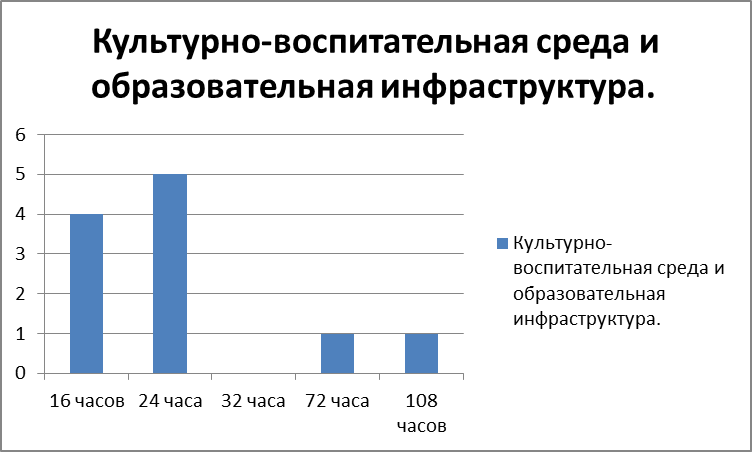 Культурно-воспитательная среда и
образовательная инфраструктура.
6
5
4
3
2
1
0
16 часов
24 часа
32 часа
72 часа
108
часов
Культурно-
воспитательная среда и
образовательная
инфраструктура.